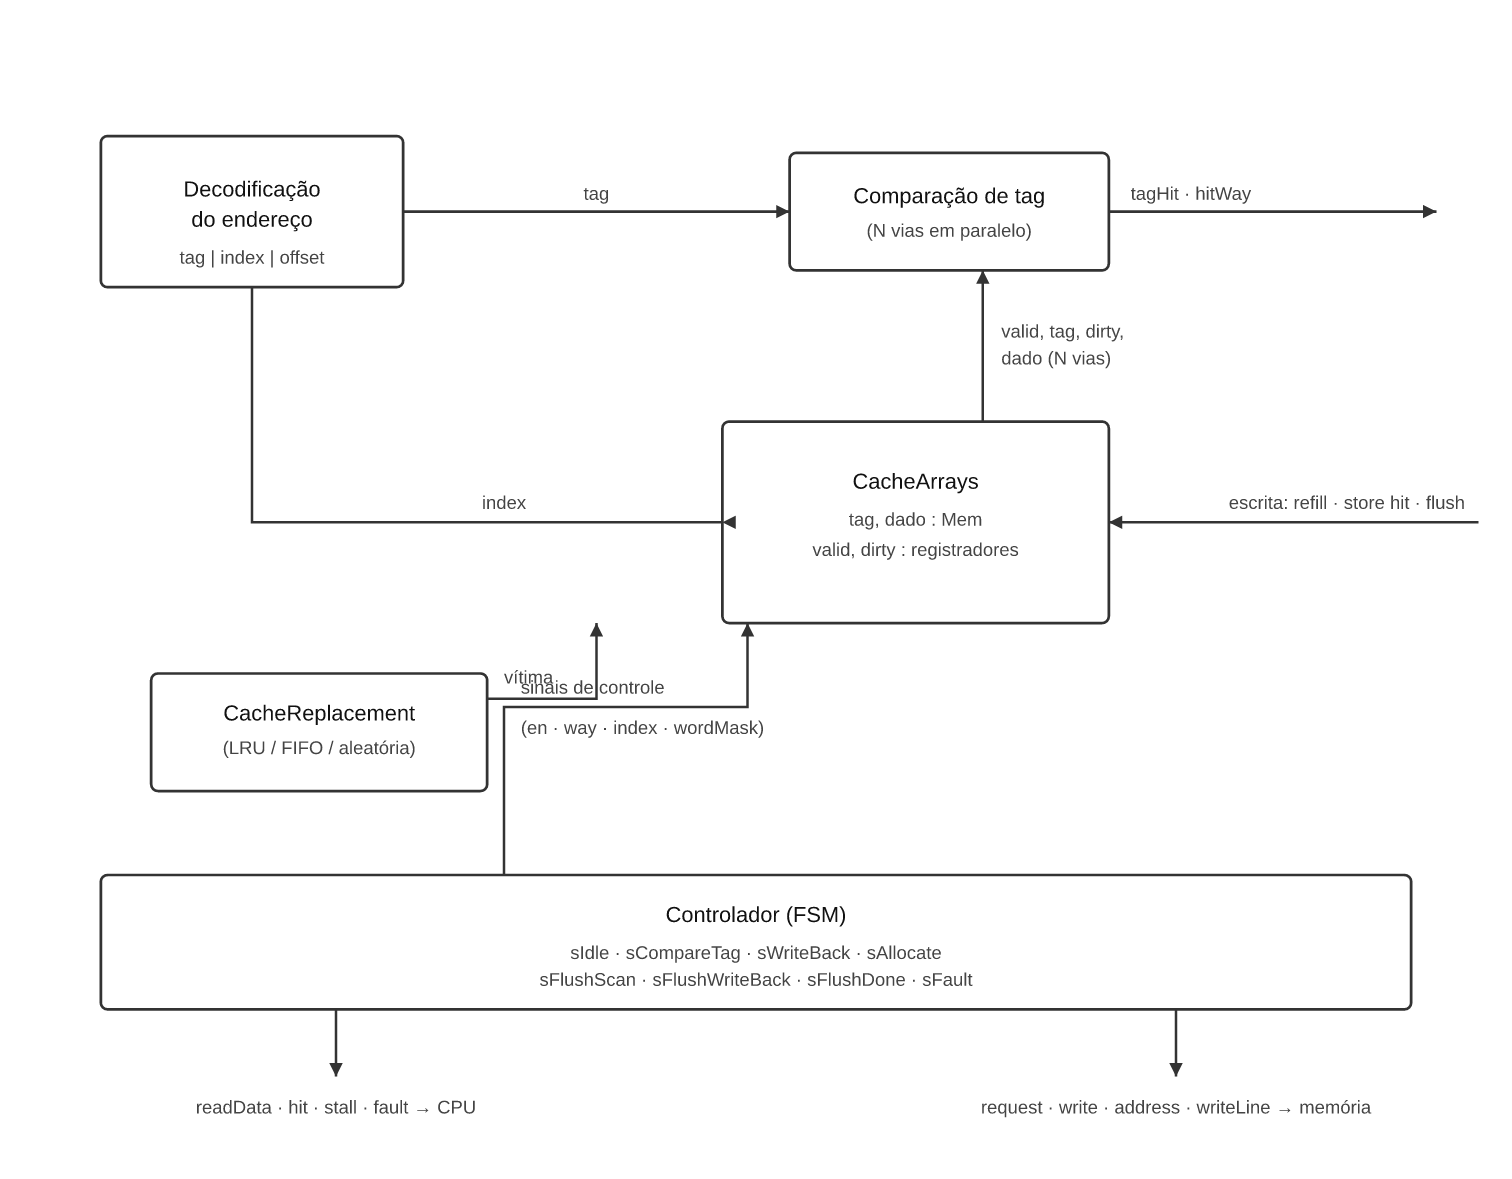 Decodificação
do endereço
tag | index | offset
tag
Comparação de tag
(N vias em paralelo)
tagHit · hitWay
valid, tag, dirty,
dado (N vias)
index
CacheArrays
tag, dado : Mem
valid, dirty : registradores
escrita: refill · store hit · flush
vítima
sinais de controle
(en · way · index · wordMask)
CacheReplacement
(LRU / FIFO / aleatória)
Controlador (FSM)
sIdle · sCompareTag · sWriteBack · sAllocate
sFlushScan · sFlushWriteBack · sFlushDone · sFault
readData · hit · stall · fault → CPU
request · write · address · writeLine → memória